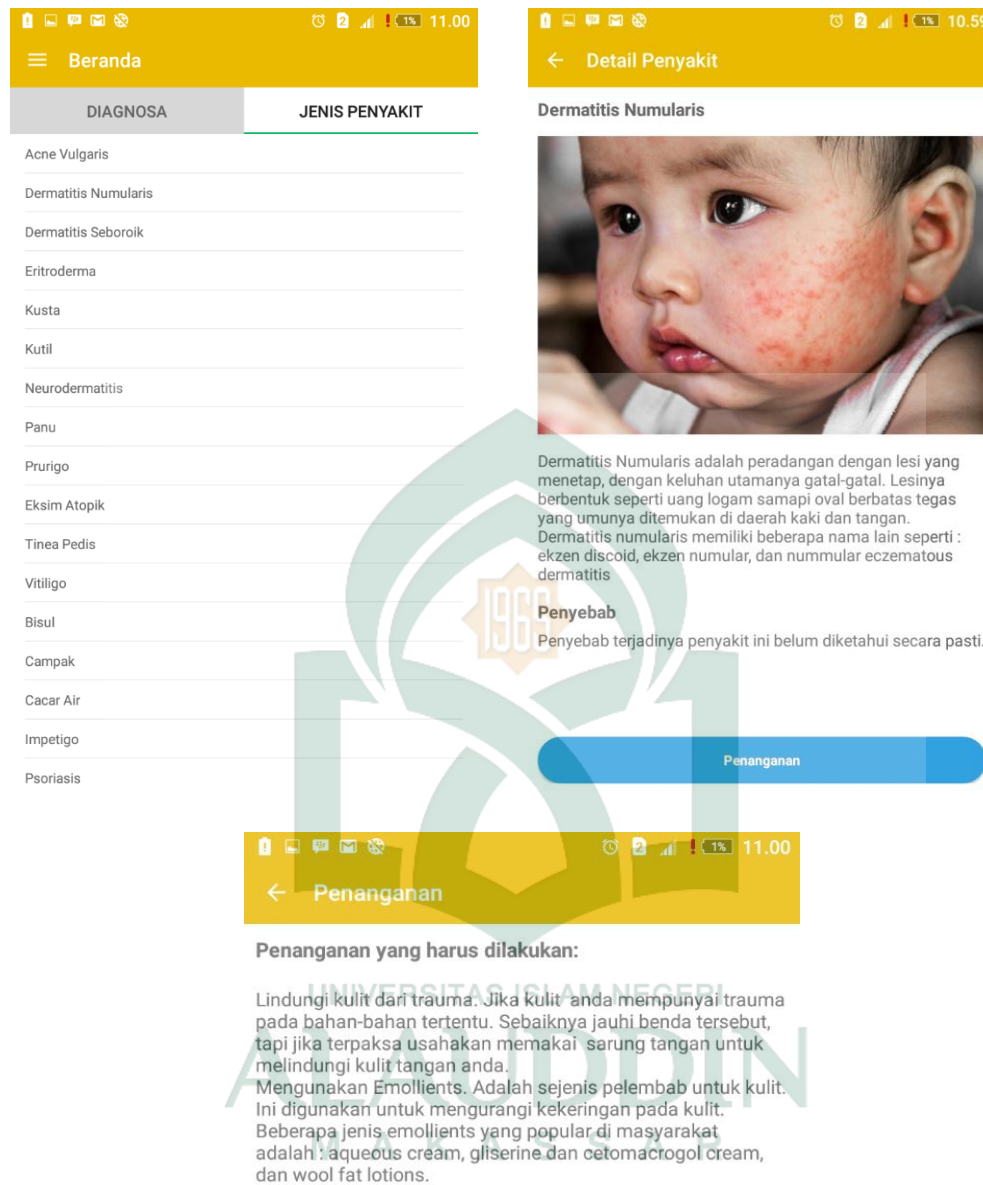 11.00
Beranda
DIAGNOSA
JENIS PENYAKIT
Acne Vulgaris
Dermatitis Numularis
Dermatitis Seboroik
Eritroderma
Kusta
Kutil
Neurodermatitis
Panu
Prurigo
Eksim Atopik
Tinea Pedis
Vitiligo
Bisul
Campak
Cacar Air
Impetigo
Psoriasis
1% 10.59
Detail Penyakit
Dermatitis Numularis
Dermatitis Numularis adalah peradangan dengan lesi yang
menetap, dengan keluhan utamanya gatal-gatal. Lesinya
berbentuk seperti uang logam samapi oval berbatas tegas
yang umunya ditemukan di daerah kaki dan tangan.
Dermatitis numularis memiliki beberapa nama lain seperti :
ekzen discoid, ekzen numular, dan nummular eczematous
dermatitis
Penyebab
Penyebab terjadinya penyakit ini belum diketahui secara pasti.
Penanganan
1969
2 1% 11.00
Penanganan
Penanganan yang harus dilakukan:
Lindungi kulit dari trauma. Jika kulit  anda mempunyai trauma
pada bahan-bahan tertentu. Sebaiknya jauhi benda tersebut,
tapi jika terpaksa usahakan memakai  sarung tangan untuk
melindungi kulit tangan anda.
Mengunakan Emollients. Adalah sejenis pelembab untuk kulit.
Ini digunakan untuk mengurangi kekeringan pada kulit.
Beberapa jenis emollients yang popular di masyarakat
adalah : aqueous cream, gliserine dan cetomacrogol cream,
dan wool fat lotions.
UNIVERSITAS ISLAM NEGERI
ALAUDDIN
MAKASSAR